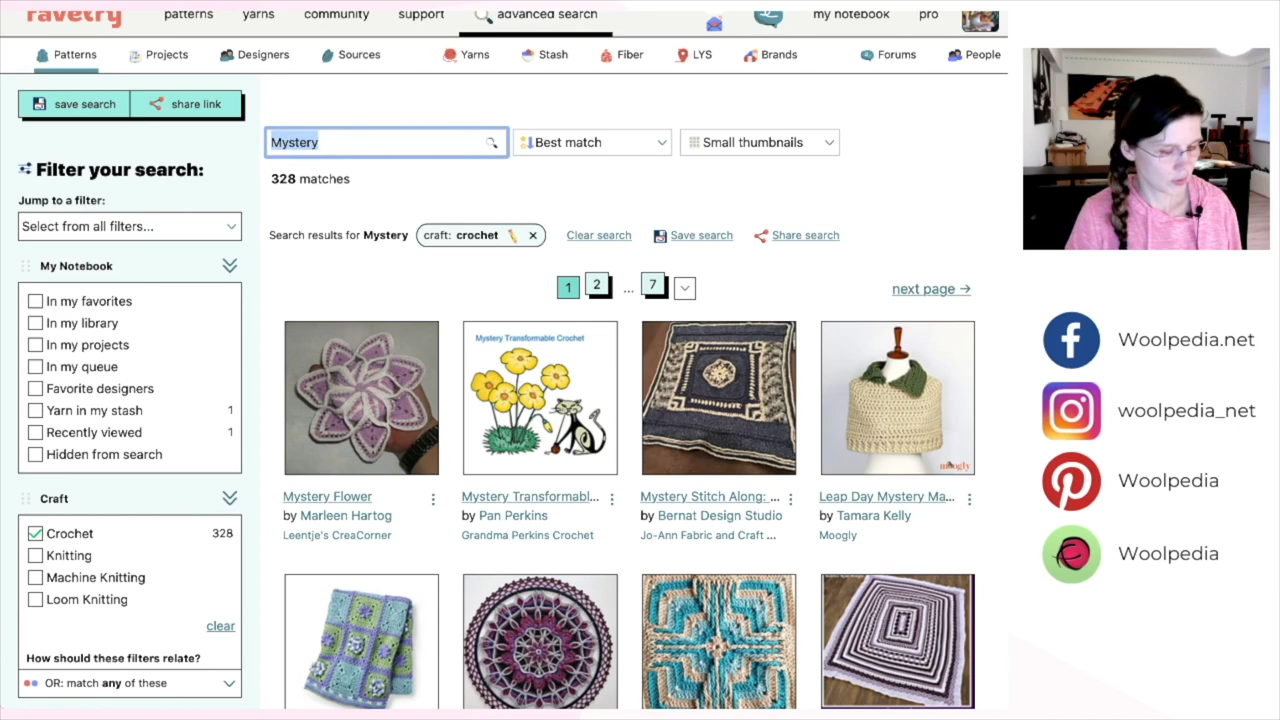 ravelry
patterns
yarns
community
support
advanced search
my notebook
pro
Patterns
Projects
Designers
Sources
Yarns
Stash
Fiber
LYS
Brands
Forums
People
save search
share link
Filter your search:
Jump to a filter:
Select from all filters...
My Notebook
In my favorites
In my library
In my projects
In my queue
Favorite designers
Yarn in my stash 1
Recently viewed 1
Hidden from search
Craft
Crochet 328
Knitting
Machine Knitting
Loom Knitting
clear
How should these filters relate?
OR: match any of these
Mystery
Best match
Small thumbnails
328 matches
Search results for Mystery
craft: crochet
Clear search
Save search
Share search
1 2 ... 7
next page →
Mystery Transformable Crochet
moogly
Mystery Flower
by Marleen Hartog
Leentje's CreaCorner
Mystery Transformabl...
by Pan Perkins
Grandma Perkins Crochet
Mystery Stitch Along: ...
by Bernat Design Studio
Jo-Ann Fabric and Craft ...
Leap Day Mystery Ma...
by Tamara Kelly
Moogly
Woolpedia.net
woolpedia_net
Woolpedia
Woolpedia